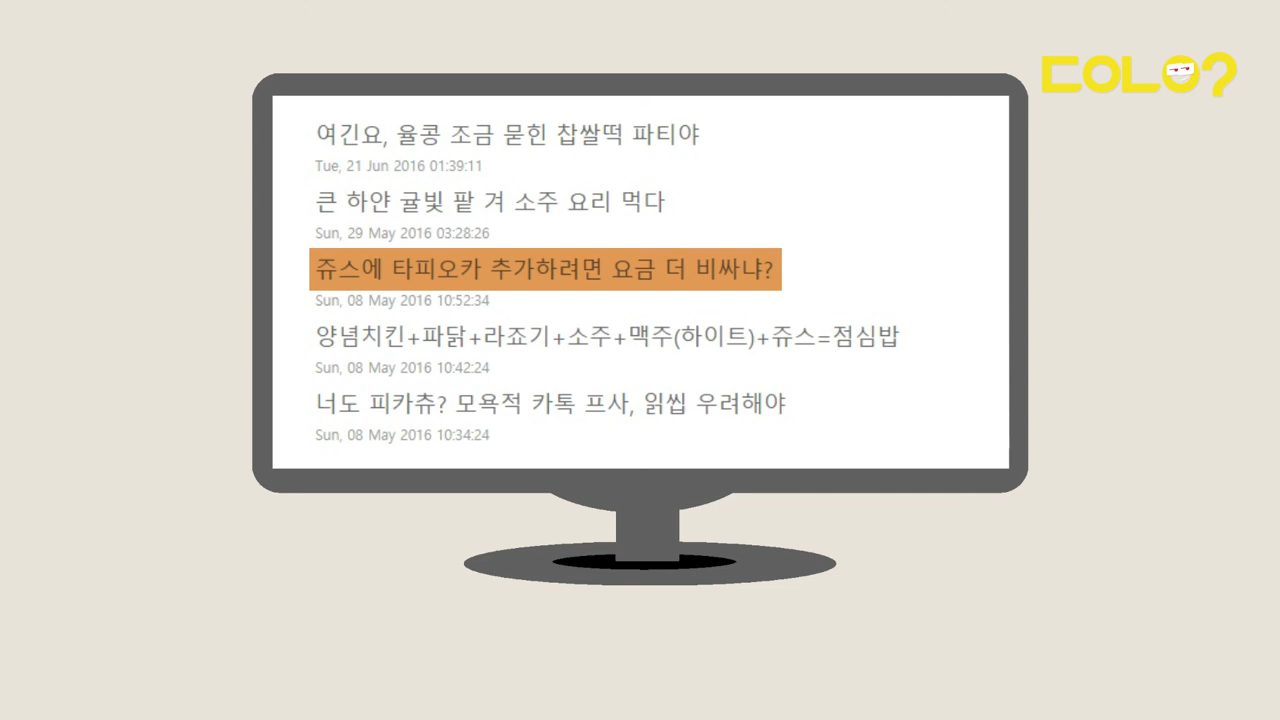 COLO?
여긴요, 율콩 조금 묻힌 찹쌀떡 파티야
Tue, 21 Jun 2016 01:39:11
큰 하얀 귤빛 팥 겨 소주 요리 먹다
Sun, 29 May 2016 03:28:26
쥬스에 타피오카 추가하려면 요금 더 비싸냐?
Sun, 08 May 2016 10:52:34
양념치킨+파닭+라죠기+소주+맥주(하이트)+쥬스=점심밥
Sun, 08 May 2016 10:42:24
너도 피카츄? 모욕적 카톡 프사, 읽씹 우려해야
Sun, 08 May 2016 10:34:24